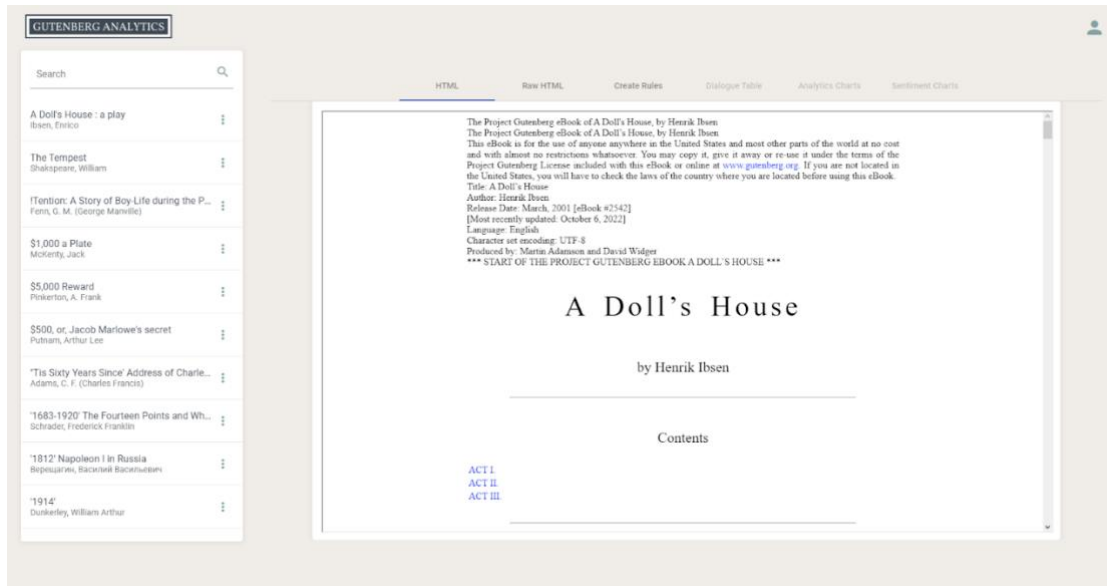 GUTENBERG ANALYTICS
Search
A Doll's House : a play
Ibsen, Enrico
The Tempest
Shakspeare, William
!Tention: A Story of Boy-Life during the P...
Fenn, G. M. (George Manville)
$1,000 a Plate
McKenty, Jack
$5,000 Reward
Pinkerton, A. Frank
$500, or, Jacob Marlowe's secret
Putnam, Arthur Lee
"Tis Sixty Years Since' Address of Charle...
Adams, C. F. (Charles Francis)
'1683-1920' The Fourteen Points and Wh...
Schrader, Frederick Franklin
'1812' Napoleon I in Russia
Верещагин, Василий Васильевич
'1914'
Dunkerley, William Arthur
HTML Raw HTML Create Rules Dialogue Table Analytics Charts Sentiment Charts
The Project Gutenberg eBook of A Doll's House, by Henrik Ibsen
The Project Gutenberg eBook of A Doll's House, by Henrik Ibsen
This eBook is for the use of anyone anywhere in the United States and most other parts of the world at no cost
and with almost no restrictions whatsoever. You may copy it, give it away or re-use it under the terms of the
Project Gutenberg License included with this eBook or online at www.gutenberg.org. If you are not located in
the United States, you will have to check the laws of the country where you are located before using this eBook.
Title: A Doll's House
Author: Henrik Ibsen
Release Date: March, 2001 [eBook #2542]
[Most recently updated: October 6, 2022]
Language: English
Character set encoding: UTF-8
Produced by: Martin Adamson and David Widger
*** START OF THE PROJECT GUTENBERG EBOOK A DOLL'S HOUSE ***
A Doll's House
by Henrik Ibsen
Contents
ACT I.
ACT II.
ACT III.